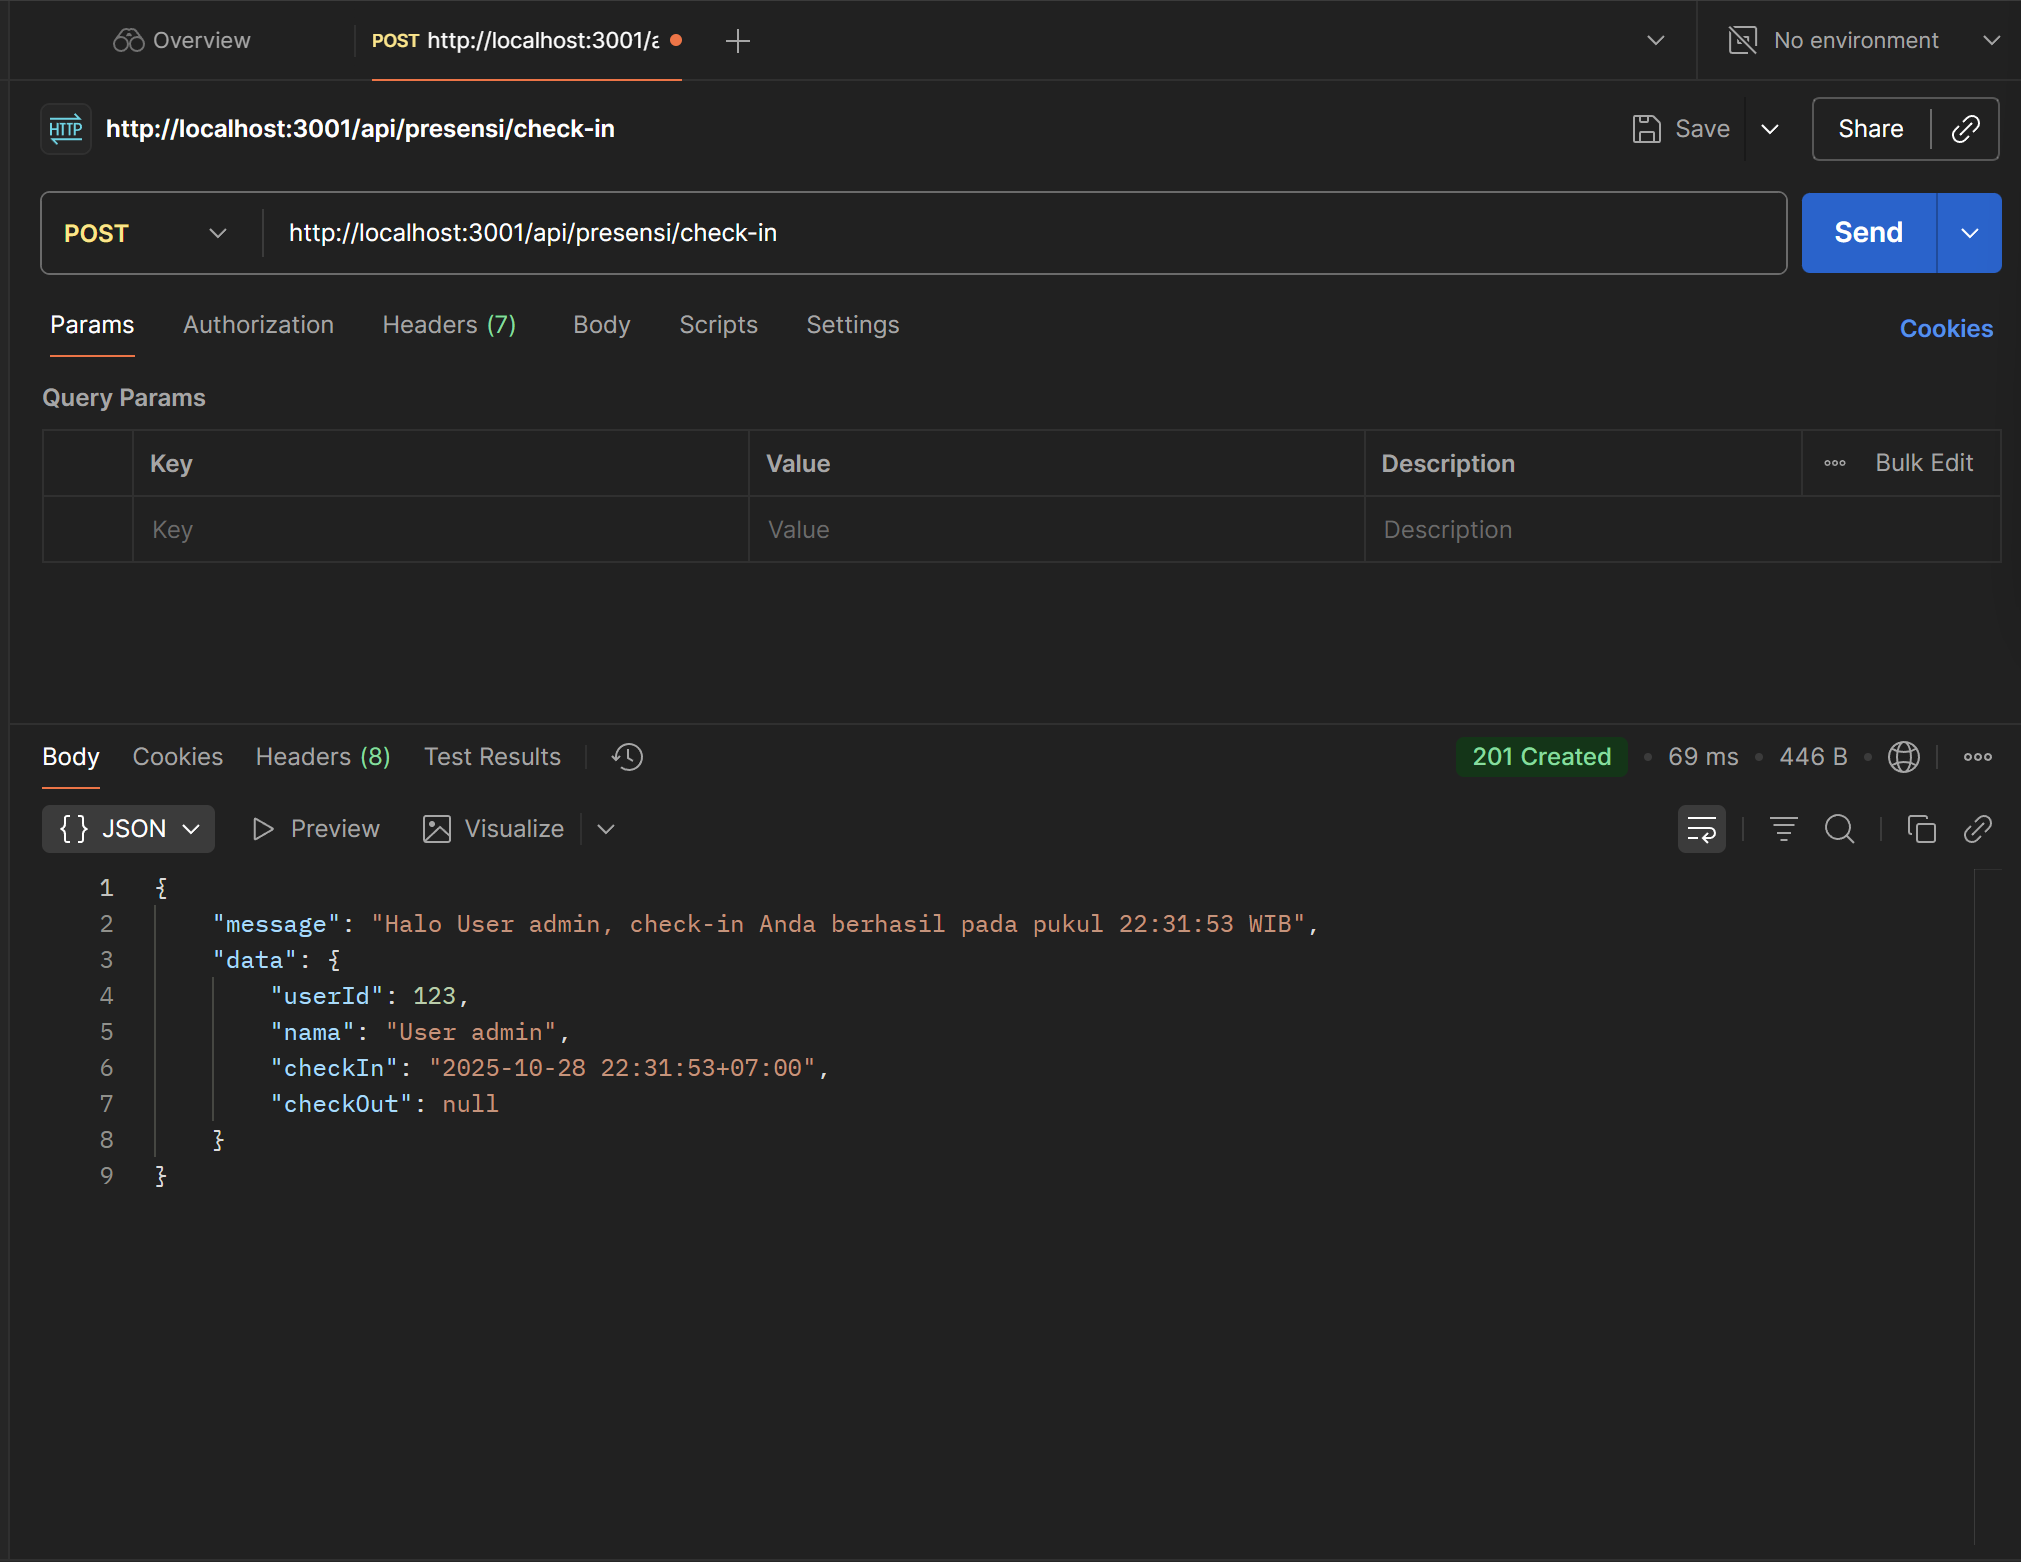 Overview
POST http://localhost:3001/a
No environment
HTTP http://localhost:3001/api/presensi/check-in
Save
Share
POST
http://localhost:3001/api/presensi/check-in
Send
Params Authorization Headers (7) Body Scripts Settings
Cookies
Query Params
Key Value Description Bulk Edit
Key Value Description
Body Cookies Headers (8) Test Results
201 Created • 69 ms • 446 B •
{} JSON Preview Visualize
1 {
2 "message": "Halo User admin, check-in Anda berhasil pada pukul 22:31:53 WIB",
3 "data": {
4 "userId": 123,
5 "nama": "User admin",
6 "checkIn": "2025-10-28 22:31:53+07:00",
7 "checkOut": null
8 }
9 }